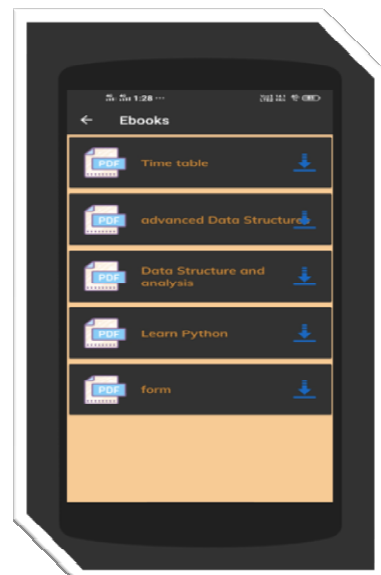 1:28 ...
Ebooks
PDF Time table
PDF advanced Data Structures
PDF Data Structure and
analysis
PDF Learn Python
PDF form